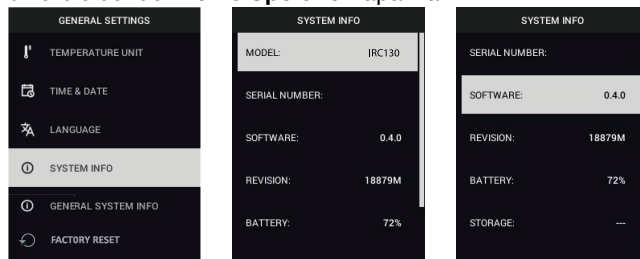 GENERAL SETTINGS
TEMPERATURE UNIT
TIME & DATE
LANGUAGE
SYSTEM INFO
GENERAL SYSTEM INFO
FACTORY RESET
SYSTEM INFO
MODEL: IRC130
SERIAL NUMBER:
SOFTWARE: 0.4.0
REVISION: 18879M
BATTERY: 72%
SYSTEM INFO
SERIAL NUMBER:
SOFTWARE: 0.4.0
REVISION: 18879M
BATTERY: 72%
STORAGE: ---